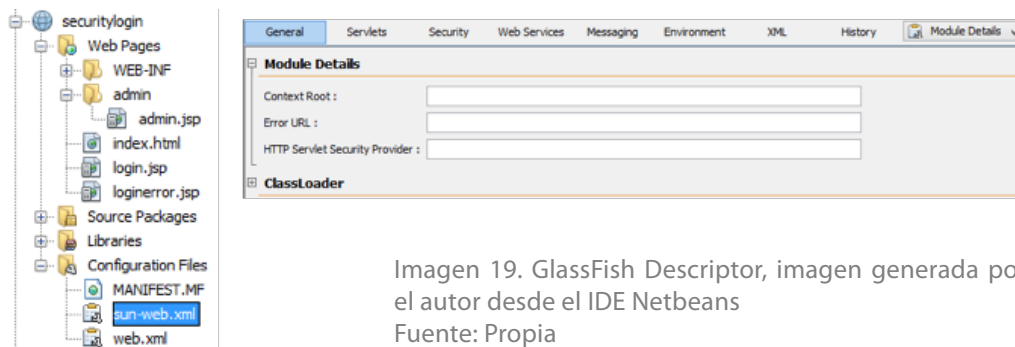 securitylogin
Web Pages
WEB-INF
admin
admin.jsp
index.html
login.jsp
loginerror.jsp
Source Packages
Libraries
Configuration Files
MANIFEST.MF
sun-web.xml
web.xml
General Servlets Security Web Services Messaging Environment XML History Module Details
Module Details
Context Root :
Error URL :
HTTP Servlet Security Provider :
ClassLoader
Imagen 19. GlassFish Descriptor, imagen generada po
el autor desde el IDE Netbeans
Fuente: Propia